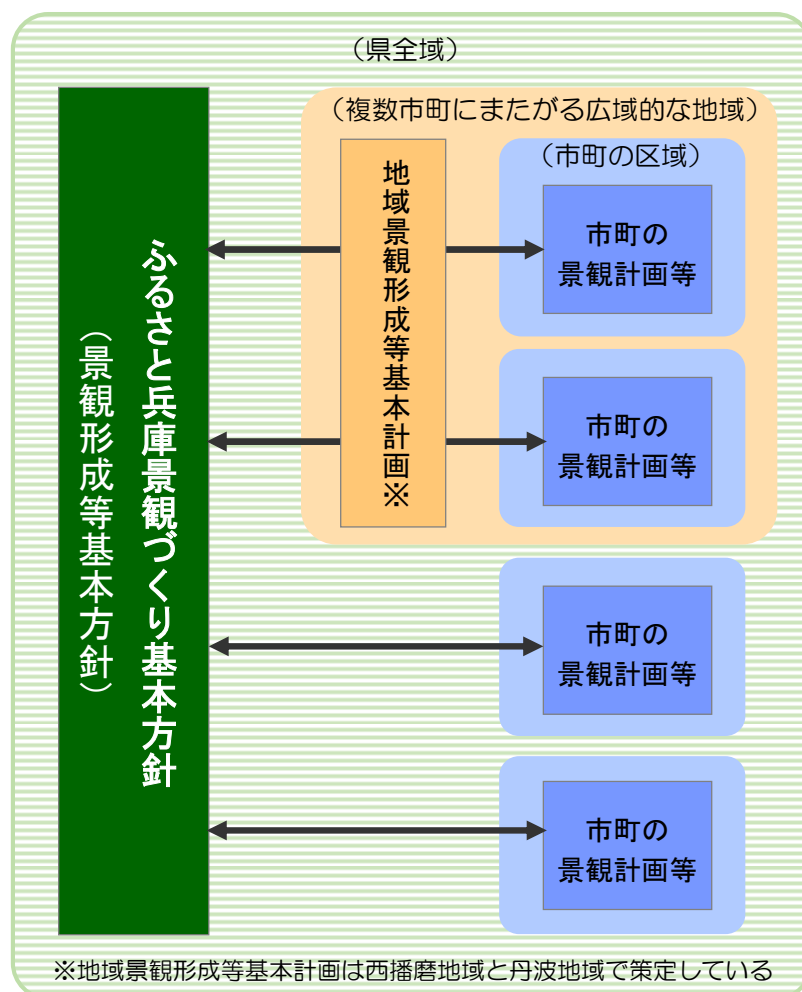 （県全域）
ふるさと兵庫景観づくり基本方針
（景観形成等基本方針）
（複数市町にまたがる広域的な地域）
地域景観形成等基本計画※
（市町の区域）
市町の
景観計画等
市町の
景観計画等
市町の
景観計画等
市町の
景観計画等
※地域景観形成等基本計画は西播磨地域と丹波地域で策定している